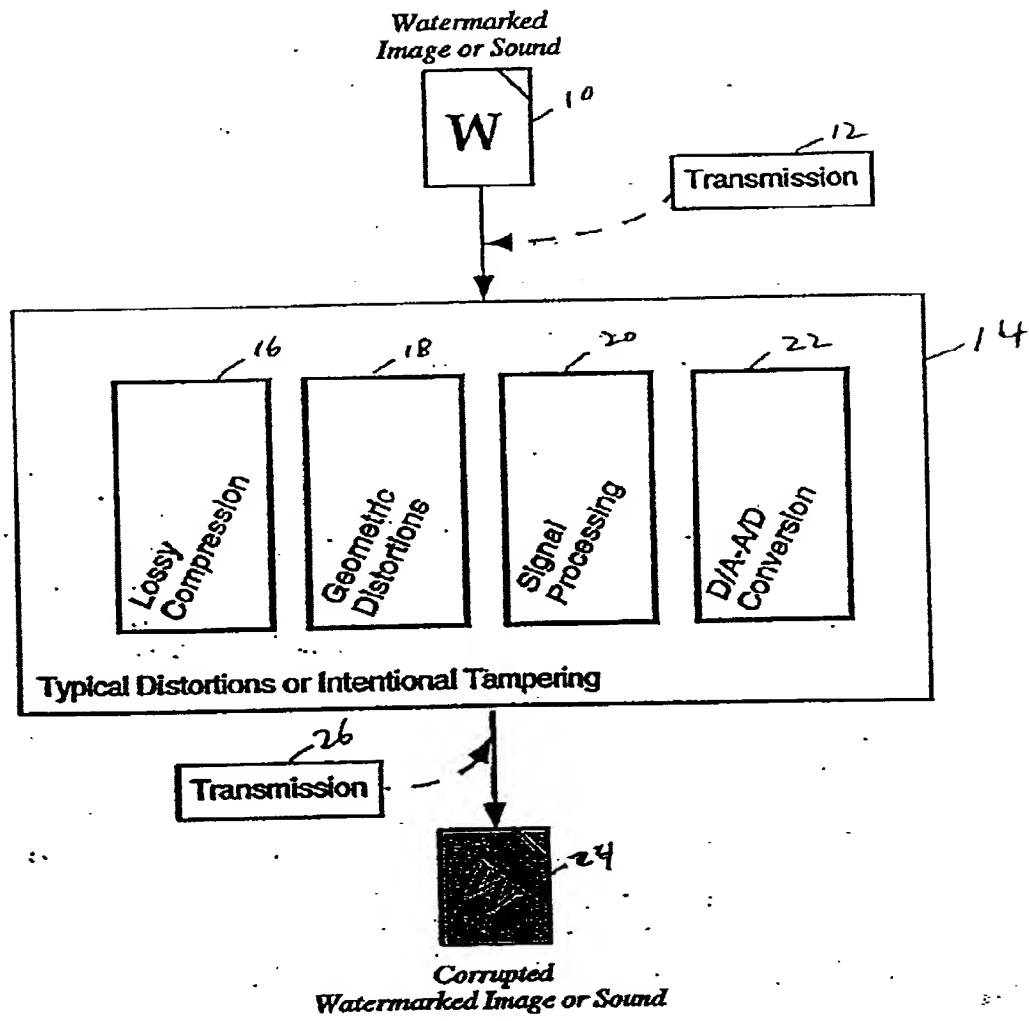 Watermarked
Image or Sound
W
10
12
Transmission
14
16
18
20
22
Lossy
Compression
Geometric
Distortions
Signal
Processing
D/A-A/D
Conversion
Typical Distortions or Intentional Tampering
26
Transmission
24
Corrupted
Watermarked Image or Sound